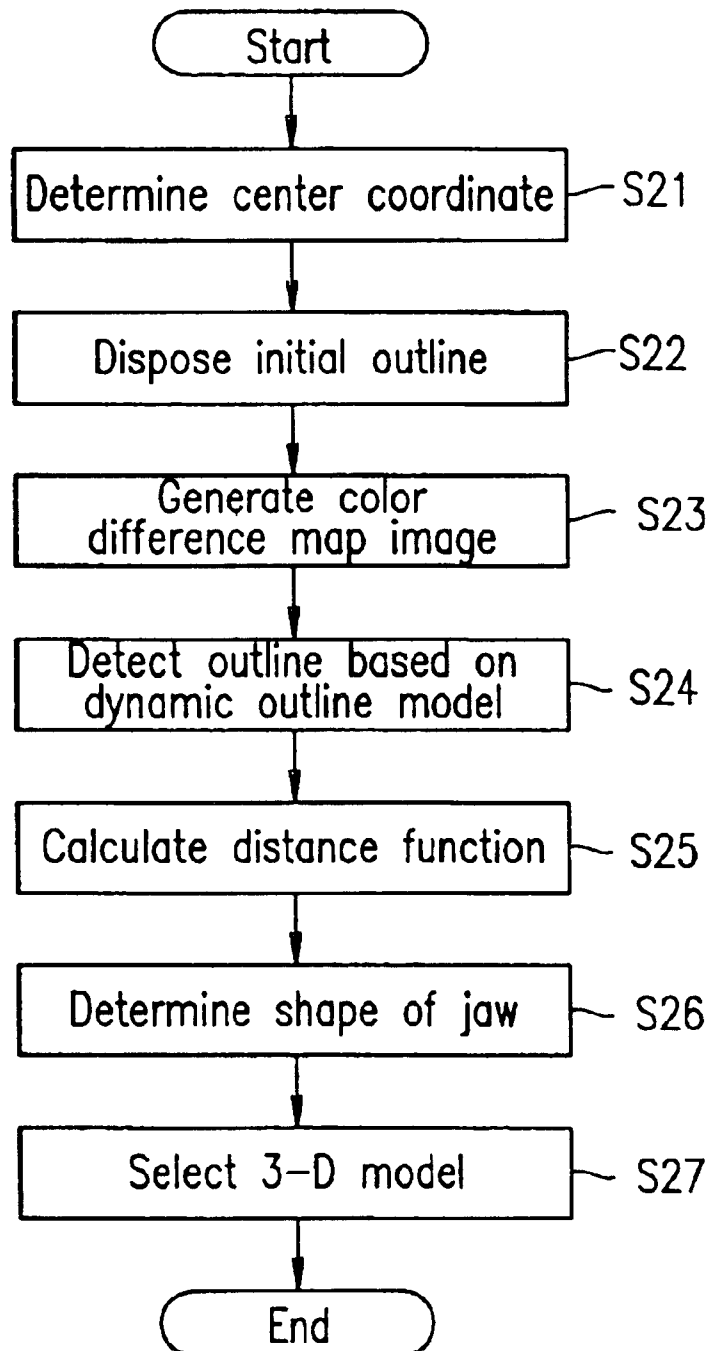 Start
Determine center coordinate
S21
Dispose initial outline
S22
Generate color
difference map image
S23
Detect outline based on
dynamic outline model
S24
Calculate distance function
S25
Determine shape of jaw
S26
Select 3-D model
S27
End